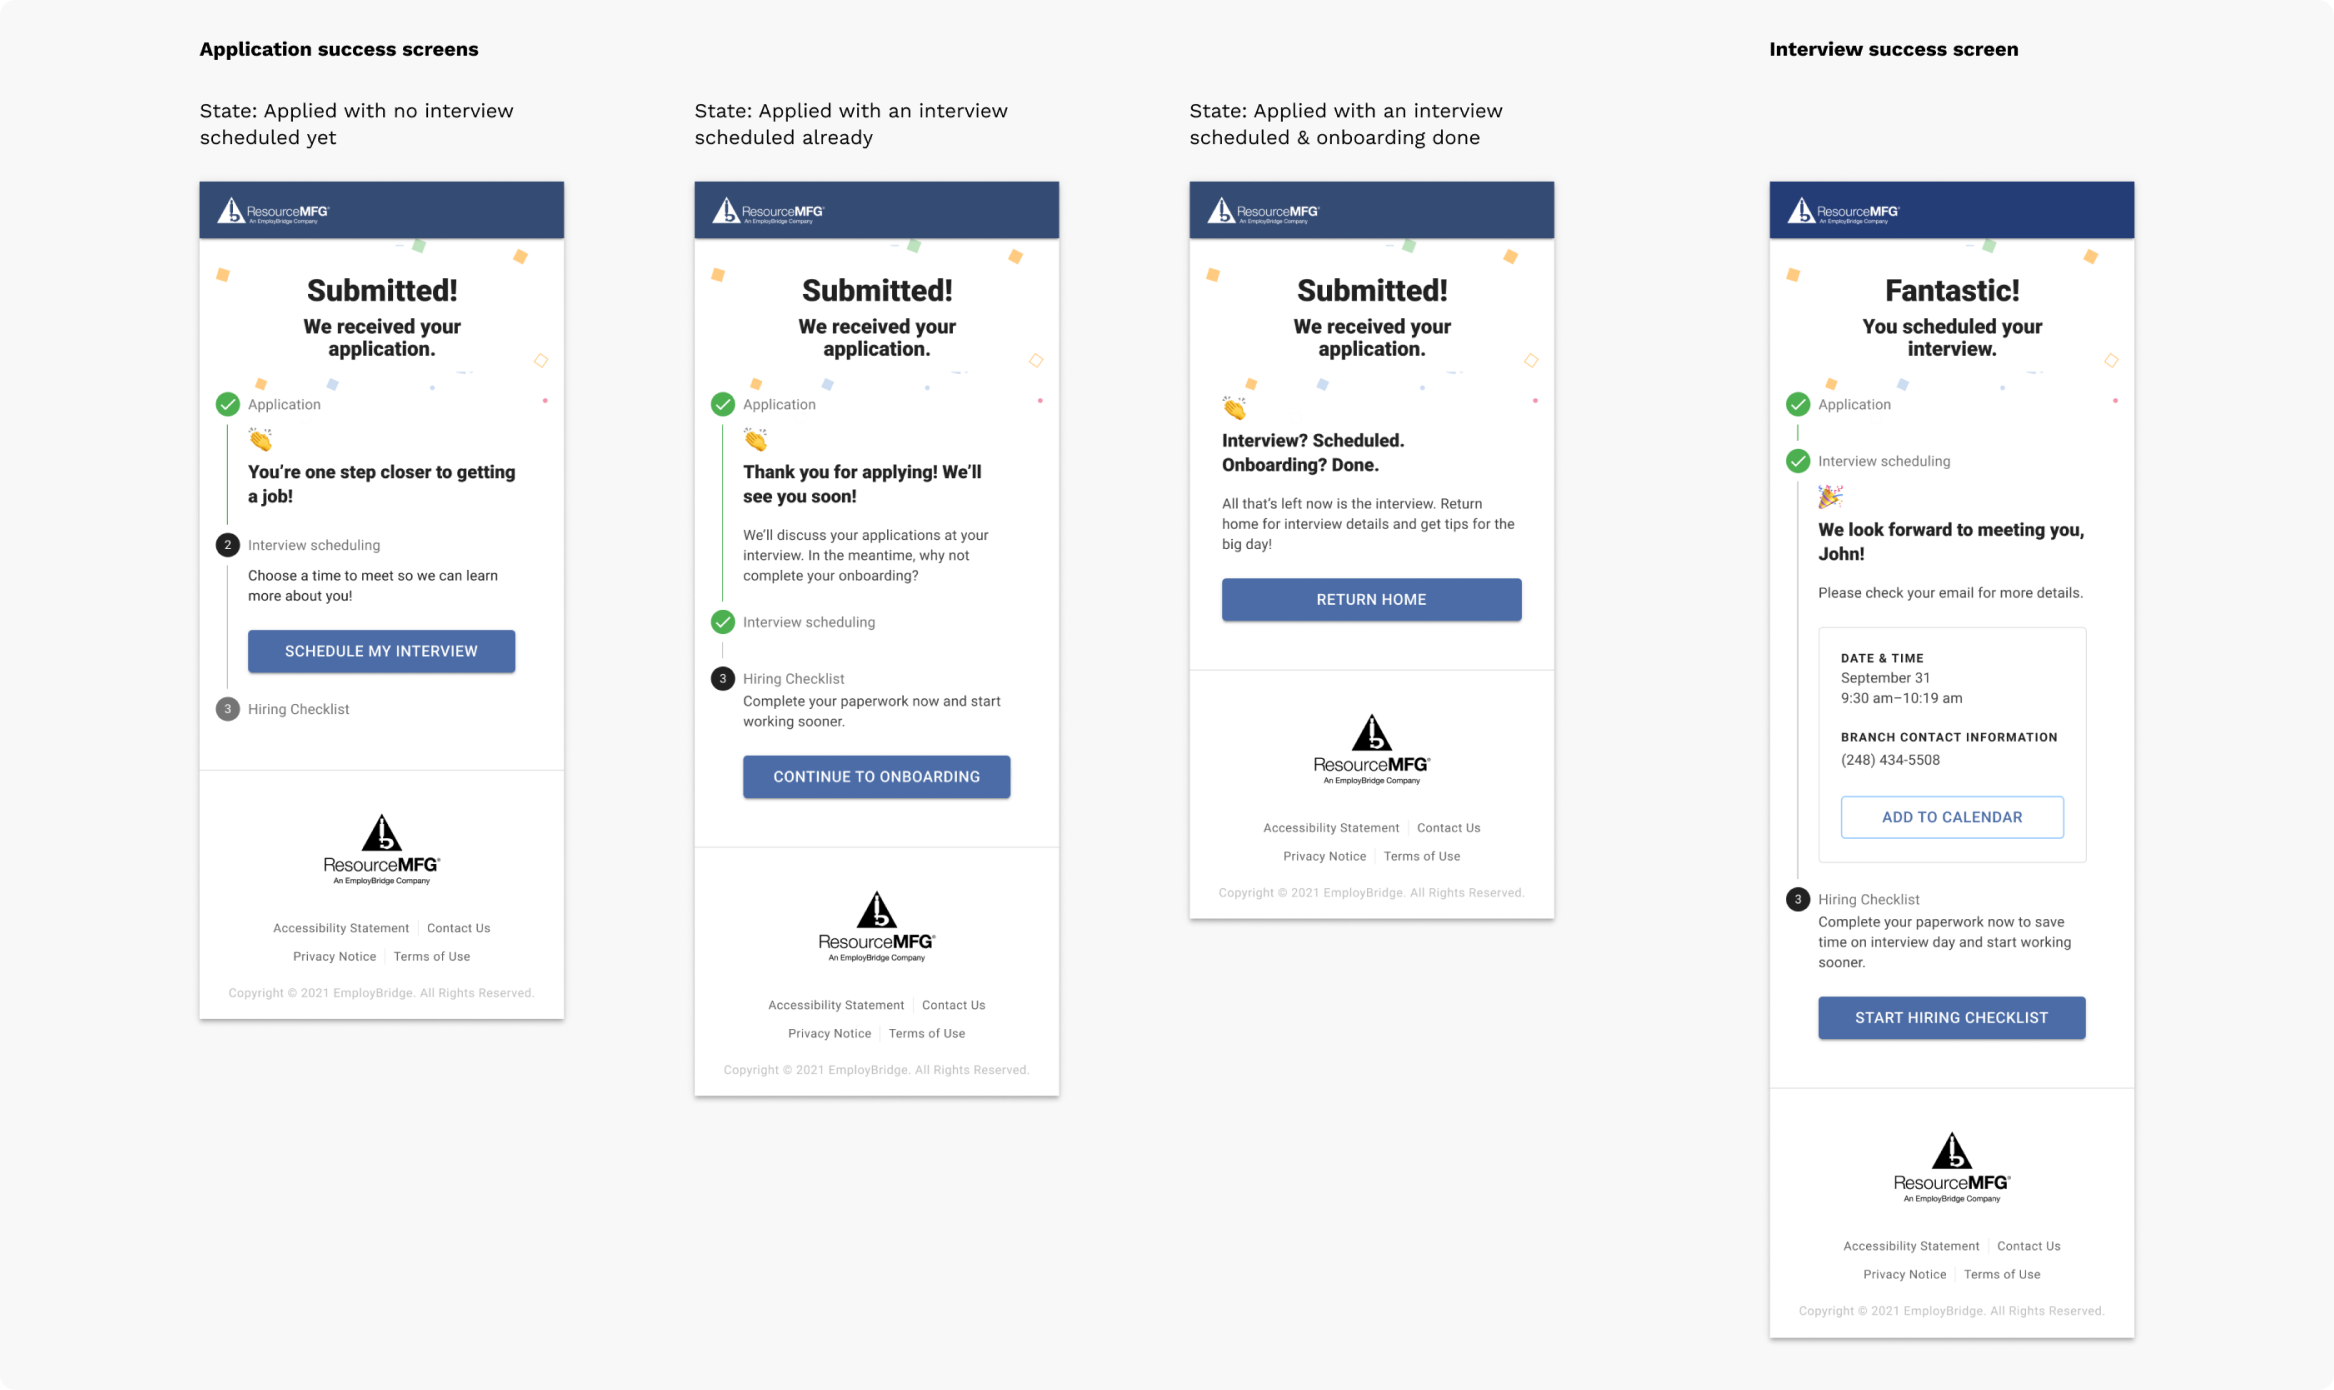 Application success screens
State: Applied with no interview
scheduled yet
ResourceMFG®
An EmployBridge Company
Submitted!
We received your
application.
Application
You’re one step closer to getting
a job!
2
Interview scheduling
Choose a time to meet so we can learn
more about you!
SCHEDULE MY INTERVIEW
3
Hiring Checklist
ResourceMFG®
An EmployBridge Company
Accessibility Statement
Contact Us
Privacy Notice
Terms of Use
Copyright © 2021 EmployBridge. All Rights Reserved.
State: Applied with an interview
scheduled already
ResourceMFG®
An EmployBridge Company
Submitted!
We received your
application.
Application
Thank you for applying! We’ll
see you soon!
We’ll discuss your applications at your
interview. In the meantime, why not
complete your onboarding?
Interview scheduling
3
Hiring Checklist
Complete your paperwork now and start
working sooner.
CONTINUE TO ONBOARDING
ResourceMFG®
An EmployBridge Company
Accessibility Statement
Contact Us
Privacy Notice
Terms of Use
Copyright © 2021 EmployBridge. All Rights Reserved.
State: Applied with an interview
scheduled & onboarding done
ResourceMFG®
An EmployBridge Company
Submitted!
We received your
application.
Interview? Scheduled.
Onboarding? Done.
All that’s left now is the interview. Return
home for interview details and get tips for the
big day!
RETURN HOME
ResourceMFG®
An EmployBridge Company
Accessibility Statement
Contact Us
Privacy Notice
Terms of Use
Copyright © 2021 EmployBridge. All Rights Reserved.
Interview success screen
ResourceMFG®
An EmployBridge Company
Fantastic!
You scheduled your
interview.
Application
Interview scheduling
We look forward to meeting you,
John!
Please check your email for more details.
DATE & TIME
September 31
9:30 am–10:19 am
BRANCH CONTACT INFORMATION
(248) 434-5508
ADD TO CALENDAR
3
Hiring Checklist
Complete your paperwork now to save
time on interview day and start working
sooner.
START HIRING CHECKLIST
ResourceMFG®
An EmployBridge Company
Accessibility Statement
Contact Us
Privacy Notice
Terms of Use
Copyright © 2021 EmployBridge. All Rights Reserved.